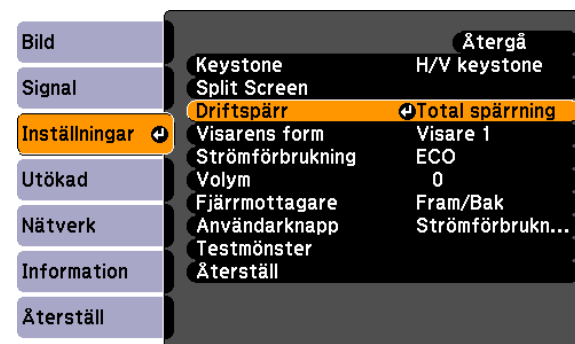 Bild
Signal
Inställningar
Utökad
Nätverk
Information
Återställ
Återgå
Keystone H/V keystone
Split Screen
Driftspärr Total spärrning
Visarens form Visare 1
Strömförbrukning ECO
Volym 0
Fjärrmottagare Fram/Bak
Användarknapp Strömförbrukn...
Testmönster
Återställ